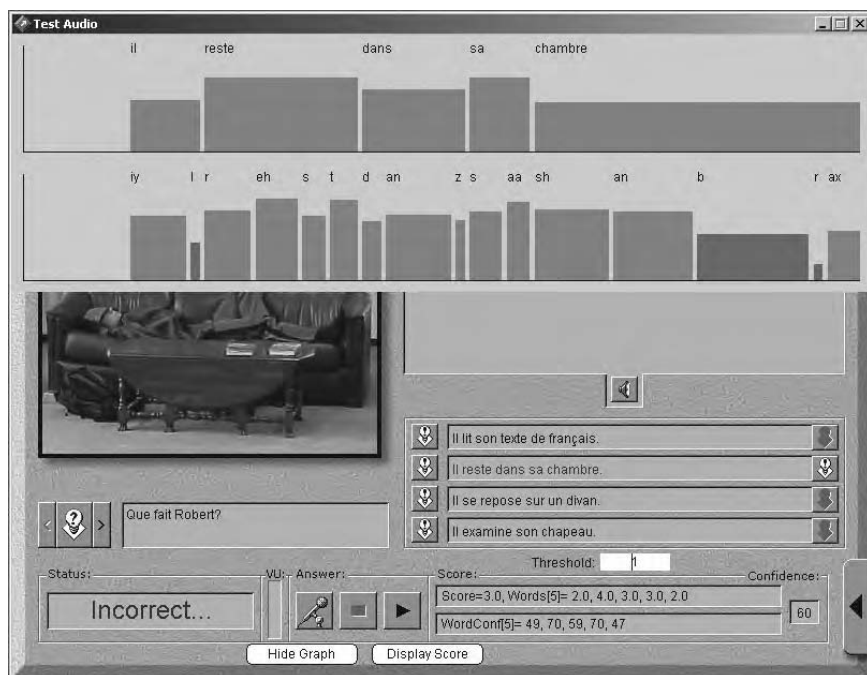 Test Audio
il reste dans sa chambre
iy l r eh s t d an z s aa sh an b r ax
Il lit son texte de français.
Il reste dans sa chambre.
Il se repose sur un divan.
Il examine son chapeau.
Que fait Robert?
Threshold: 1
Status: VU: Answer: Score: Confidence:
Incorrect...
Score=3.0, Words[5]= 2.0, 4.0, 3.0, 3.0, 2.0
WordConf[5]= 49, 70, 59, 70, 47
60
Hide Graph Display Score